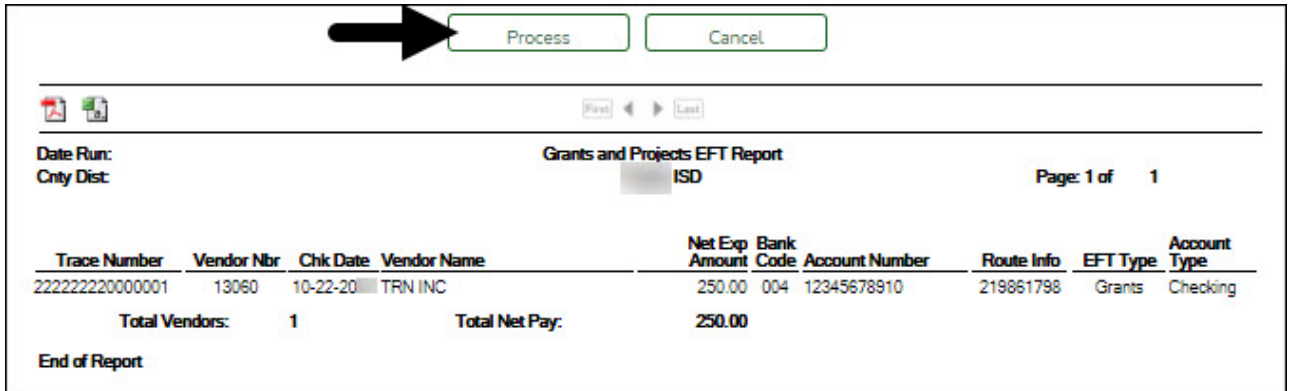 Process Cancel
First Last
Date Run: Grants and Projects EFT Report
Cnty Dist: ISD Page: 1 of 1
Net Exp Bank Account
Trace Number Vendor Nbr Chk Date Vendor Name Amount Code Account Number Route Info EFT Type Type
222222220000001 13060 10-22-20 TRN INC 250.00 004 12345678910 219861798 Grants Checking
Total Vendors: 1 Total Net Pay: 250.00
End of Report